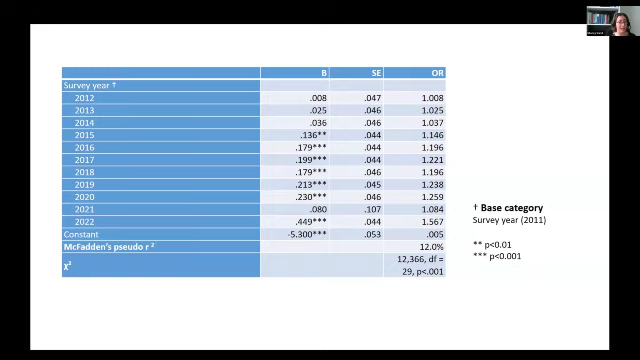 B SE OR
Survey year †
2012 .008 .047 1.008
2013 .025 .046 1.025
2014 .036 .046 1.037
2015 .136** .044 1.146
2016 .179*** .044 1.196
2017 .199*** .044 1.221
2018 .179*** .044 1.196
2019 .213*** .045 1.238
2020 .230*** .046 1.259
2021 .080 .107 1.084
2022 .449*** .044 1.567
Constant -5.300*** .053 .005
McFadden's pseudo r ² 12.0%
χ² 12,366, df =
29, p<.001
† Base category
Survey year (2011)
** p<0.01
*** p<0.001